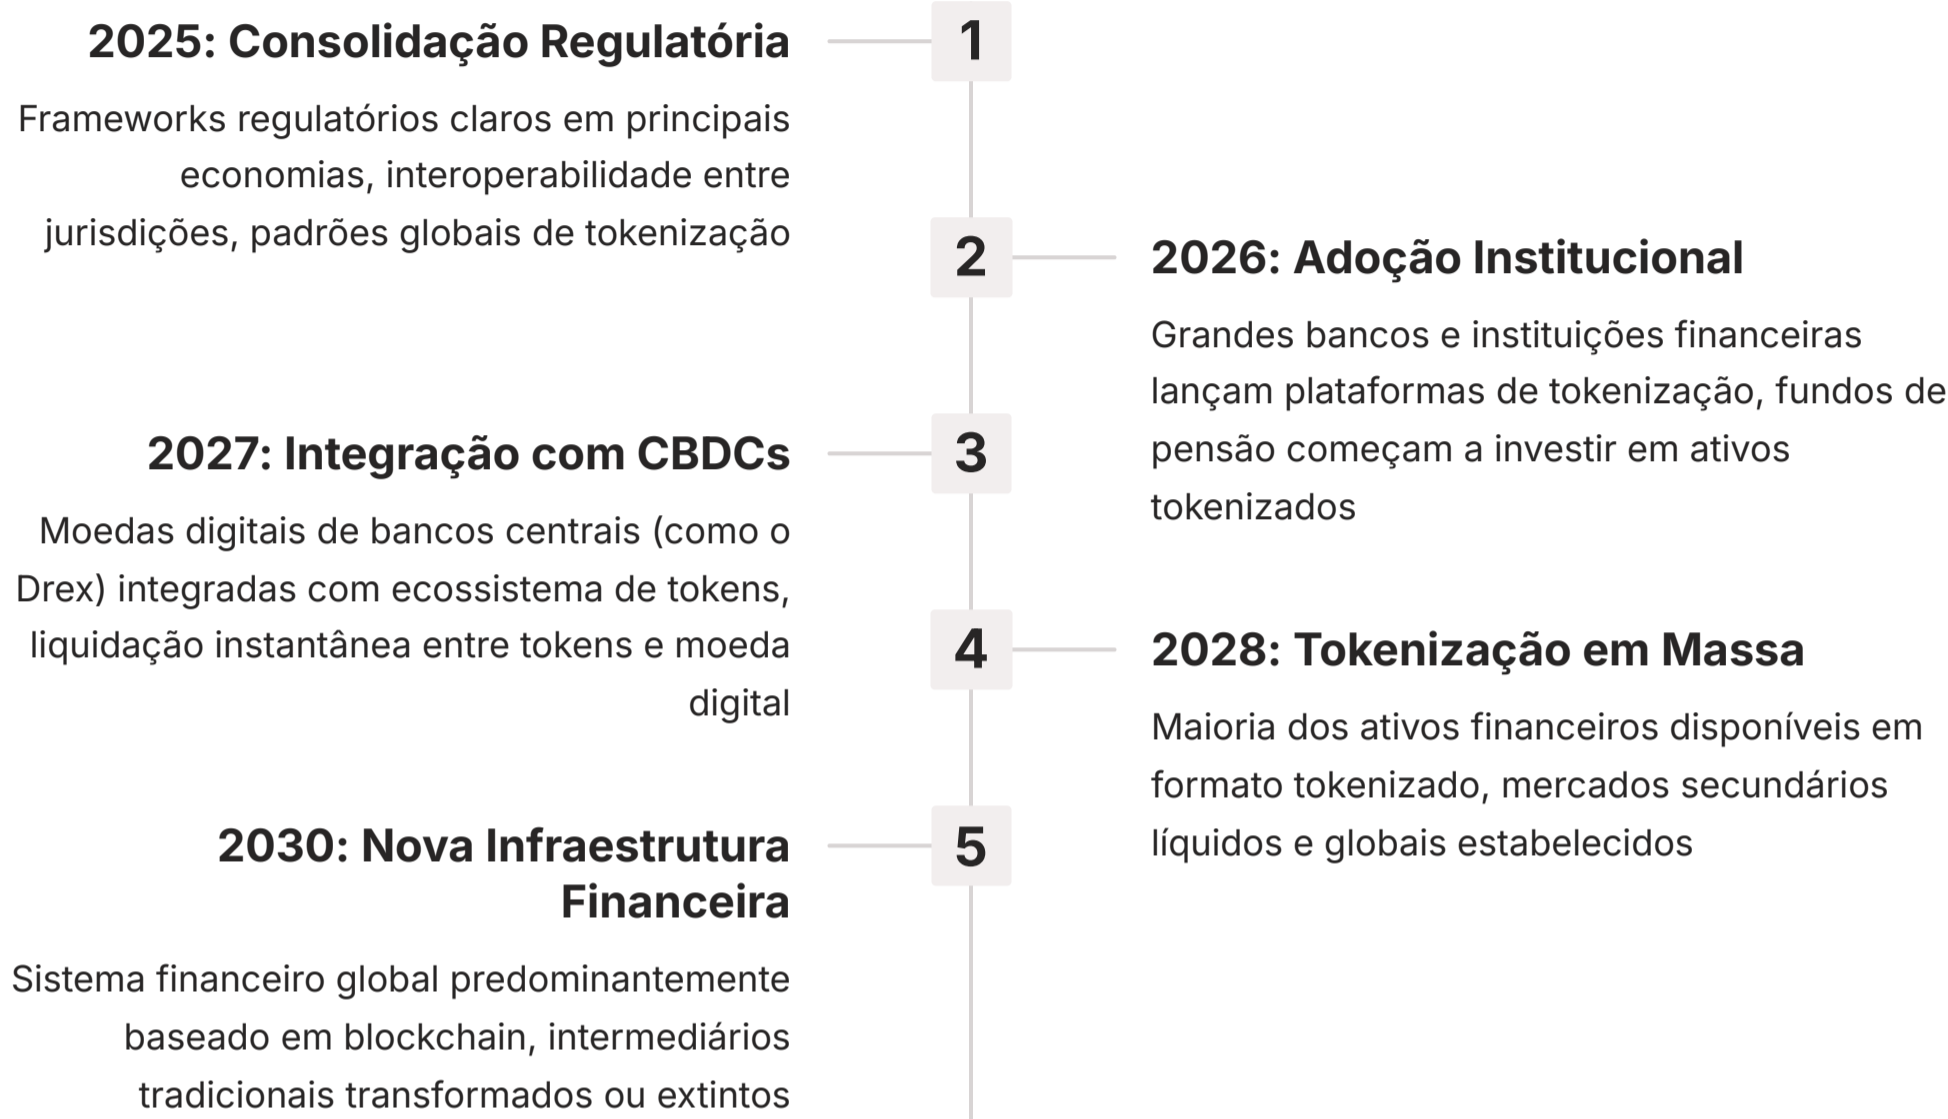 1
2025: Consolidação Regulatória
Frameworks regulatórios claros em principais
economias, interoperabilidade entre
jurisdições, padrões globais de tokenização
2
2026: Adoção Institucional
Grandes bancos e instituições financeiras
lançam plataformas de tokenização, fundos de
pensão começam a investir em ativos
tokenizados
3
2027: Integração com CBDCs
Moedas digitais de bancos centrais (como o
Drex) integradas com ecossistema de tokens,
liquidação instantânea entre tokens e moeda
digital
4
2028: Tokenização em Massa
Maioria dos ativos financeiros disponíveis em
formato tokenizado, mercados secundários
líquidos e globais estabelecidos
5
2030: Nova Infraestrutura
Financeira
Sistema financeiro global predominantemente
baseado em blockchain, intermediários
tradicionais transformados ou extintos